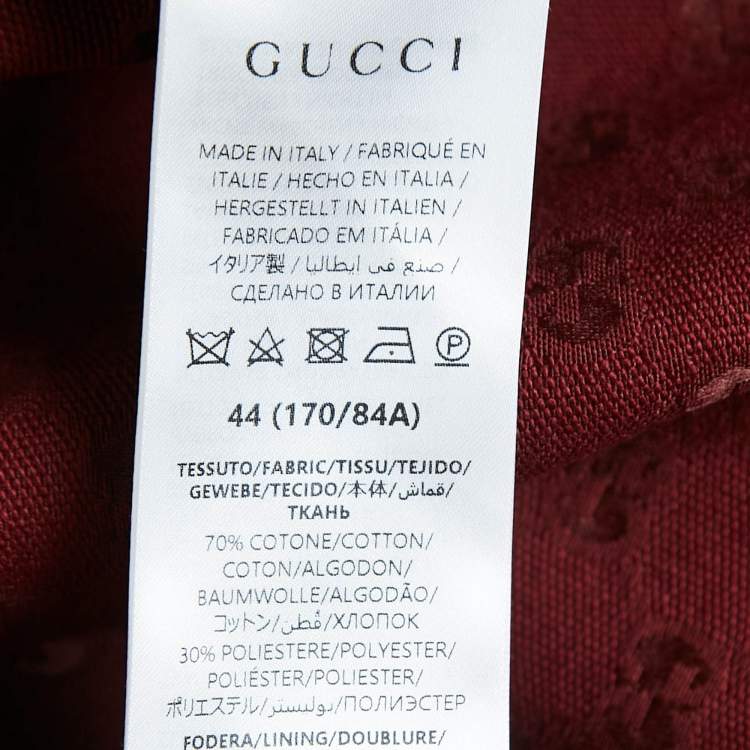 GUCCI
MADE IN ITALY / FABRIQUÉ EN
ITALIE / HECHO EN ITALIA /
HERGESTELLT IN ITALIEN /
FABRICADO EM ITÁLIA /
イタリア製 / صنع في إيطاليا /
СДЕЛАНО В ИТАЛИИ
P
44 (170/84A)
TESSUTO/FABRIC/TISSU/TEJIDO/
GEWEBE/TECIDO/本体/قماش/
ТКАНЬ
70% COTONE/COTTON/
COTON/ALGODON/
BAUMWOLLE/ALGODÃO/
コットン/قُطن/ХЛОПОК
30% POLIESTERE/POLYESTER/
POLIÉSTER/POLYESTER/
ポリエステル/بوليستر/ПОЛИЭСТЕР
FODERA/LINING/DOUBLURE/